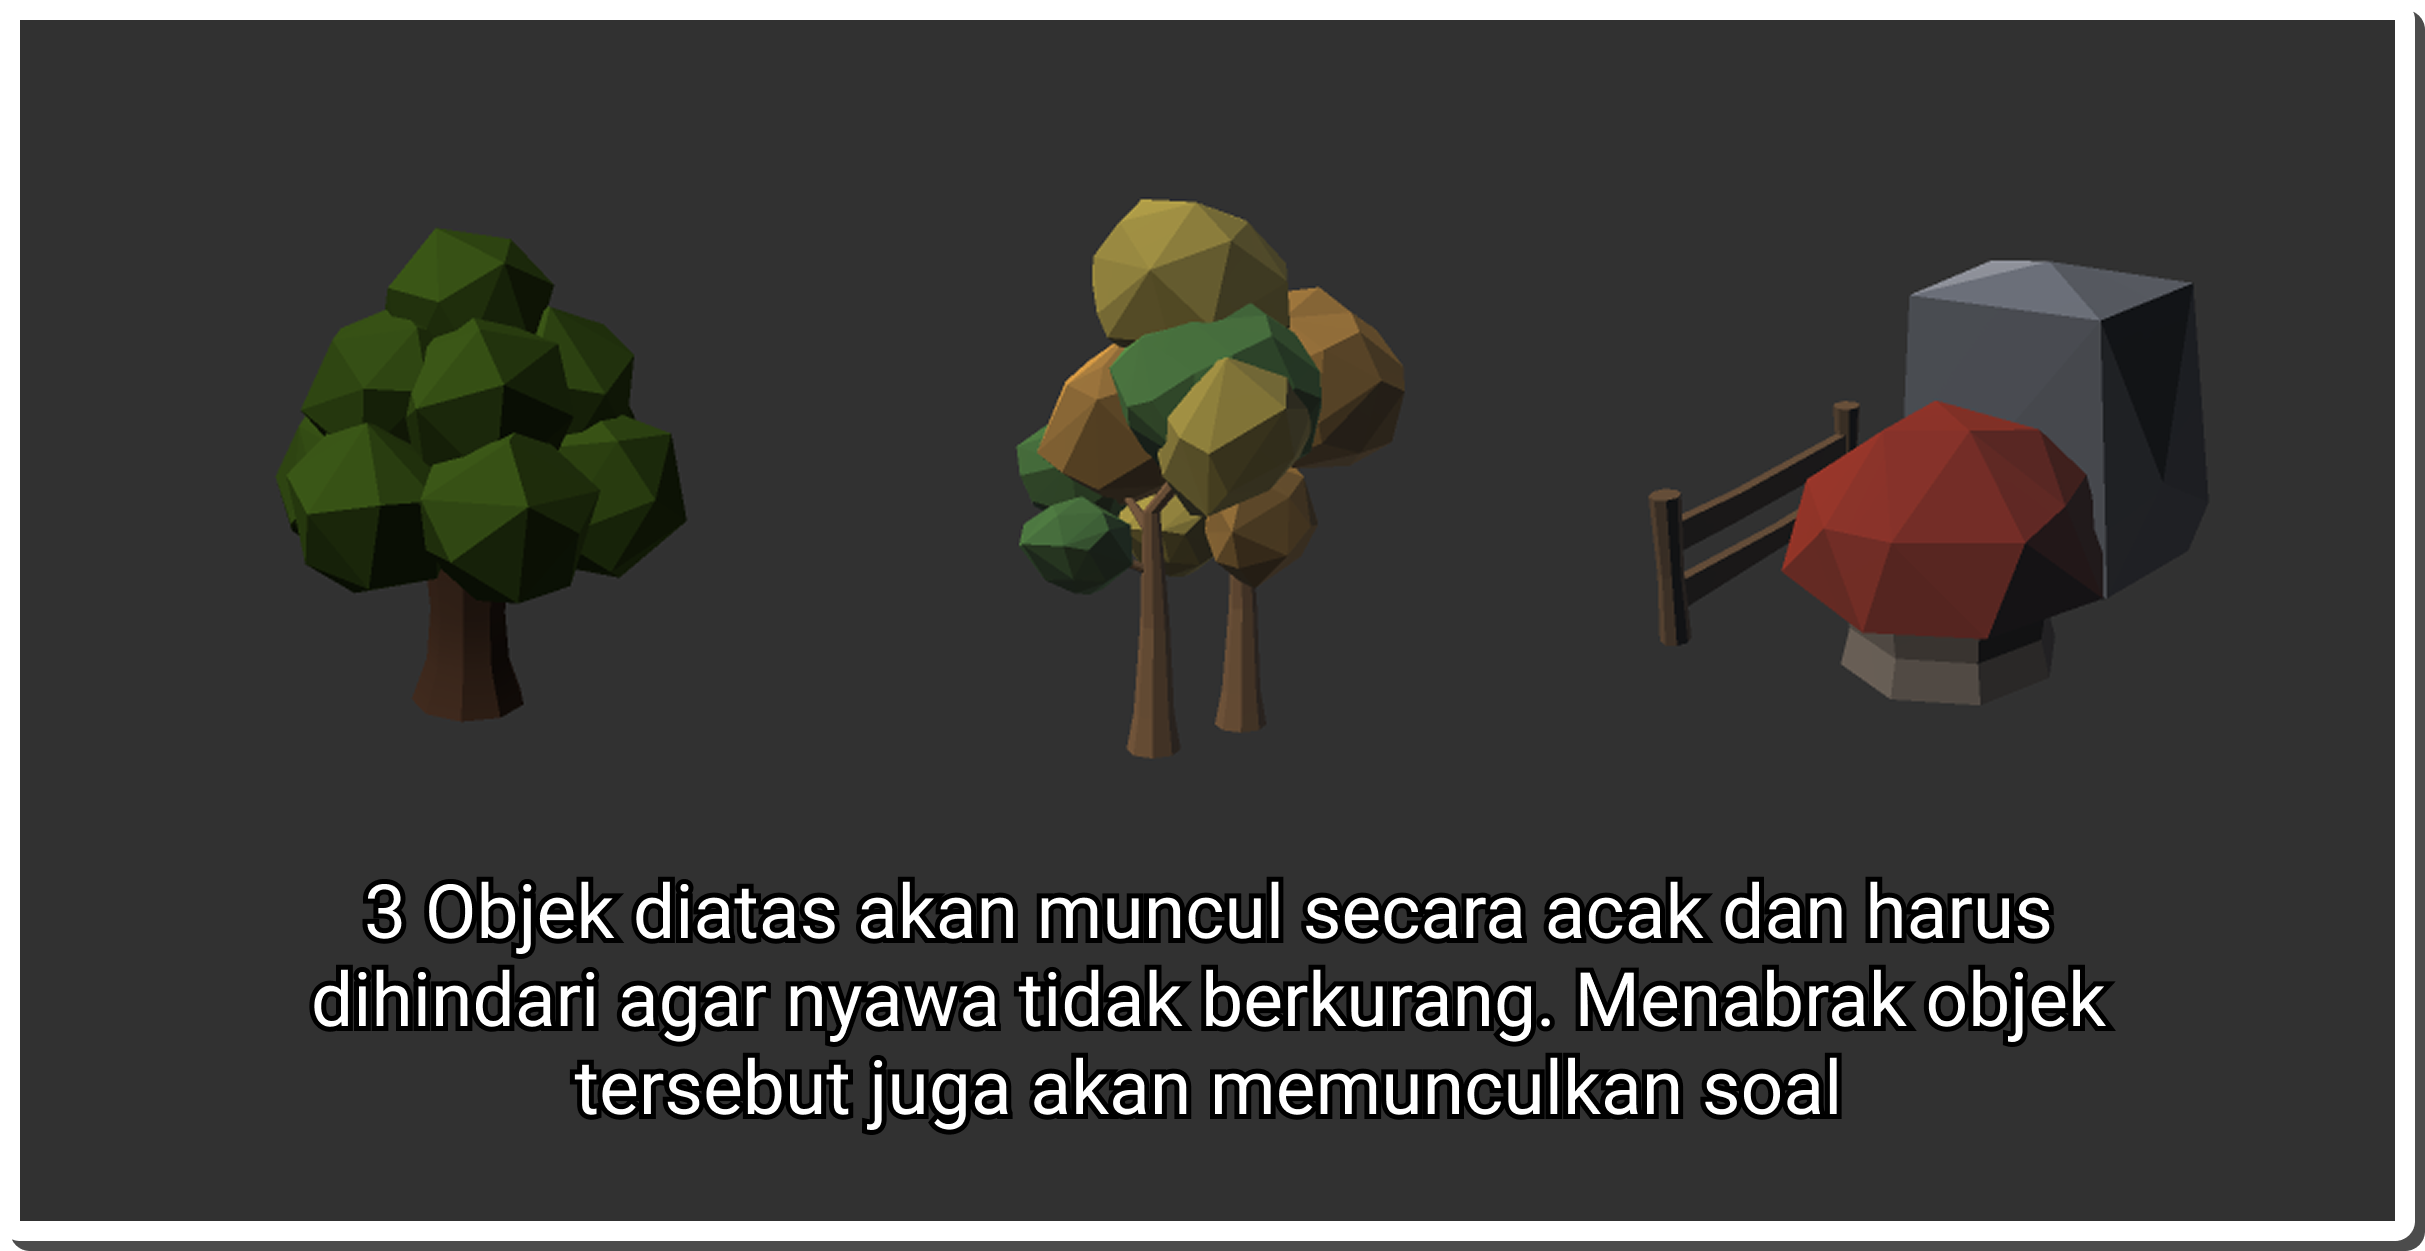 3 Objek diatas akan muncul secara acak dan harus
dihindari agar nyawa tidak berkurang. Menabrak objek
tersebut juga akan memunculkan soal